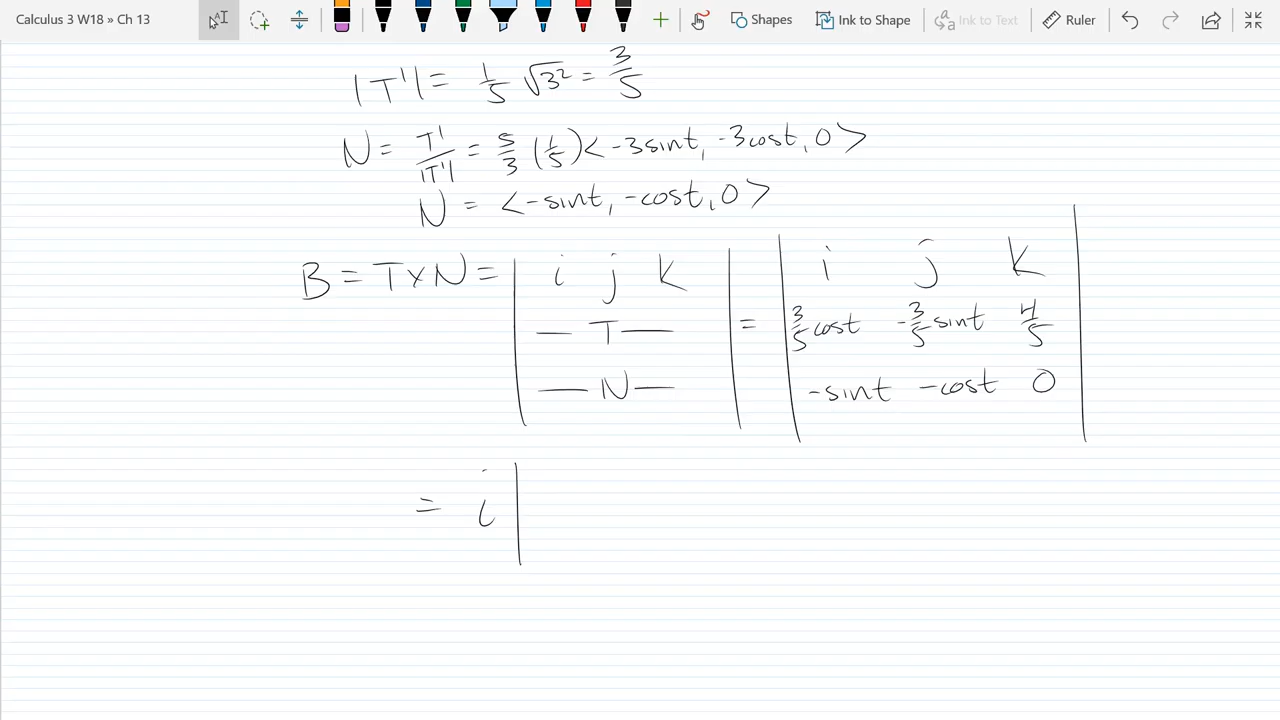 Calculus 3 W18 » Ch 13
Shapes Ink to Shape Ink to Text Ruler
|T'| = 1/5 √3² = 3/5
N = T'/|T'| = 5/3 (1/5) < -3sint, -3cost, 0 >
N = < -sint, -cost, 0 >
B = T×N = | i j k | = | i j k |
— T — 3/5 cost -3/5 sint 4/5
— N — -sint -cost 0
= i |